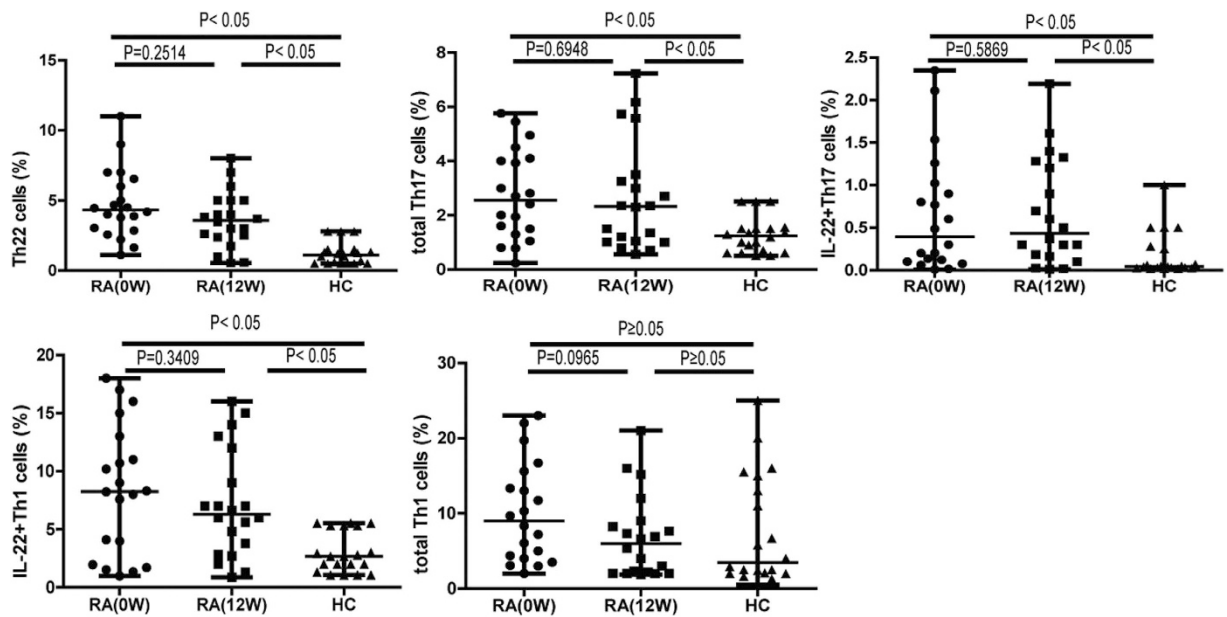 P< 0.05
P=0.2514 P< 0.05
Th22 cells (%)
15
10
5
0
RA(0W) RA(12W) HC
P< 0.05
P=0.6948 P< 0.05
total Th17 cells (%)
8
6
4
2
0
RA(0W) RA(12W) HC
P< 0.05
P=0.5869 P< 0.05
IL-22+Th17 cells (%)
2.5
2.0
1.5
1.0
0.5
0.0
RA(0W) RA(12W) HC
P< 0.05
P=0.3409 P< 0.05
IL-22+Th1 cells (%)
20
15
10
5
0
RA(0W) RA(12W) HC
P≥0.05
P=0.0965 P≥0.05
total Th1 cells (%)
30
20
10
0
RA(0W) RA(12W) HC